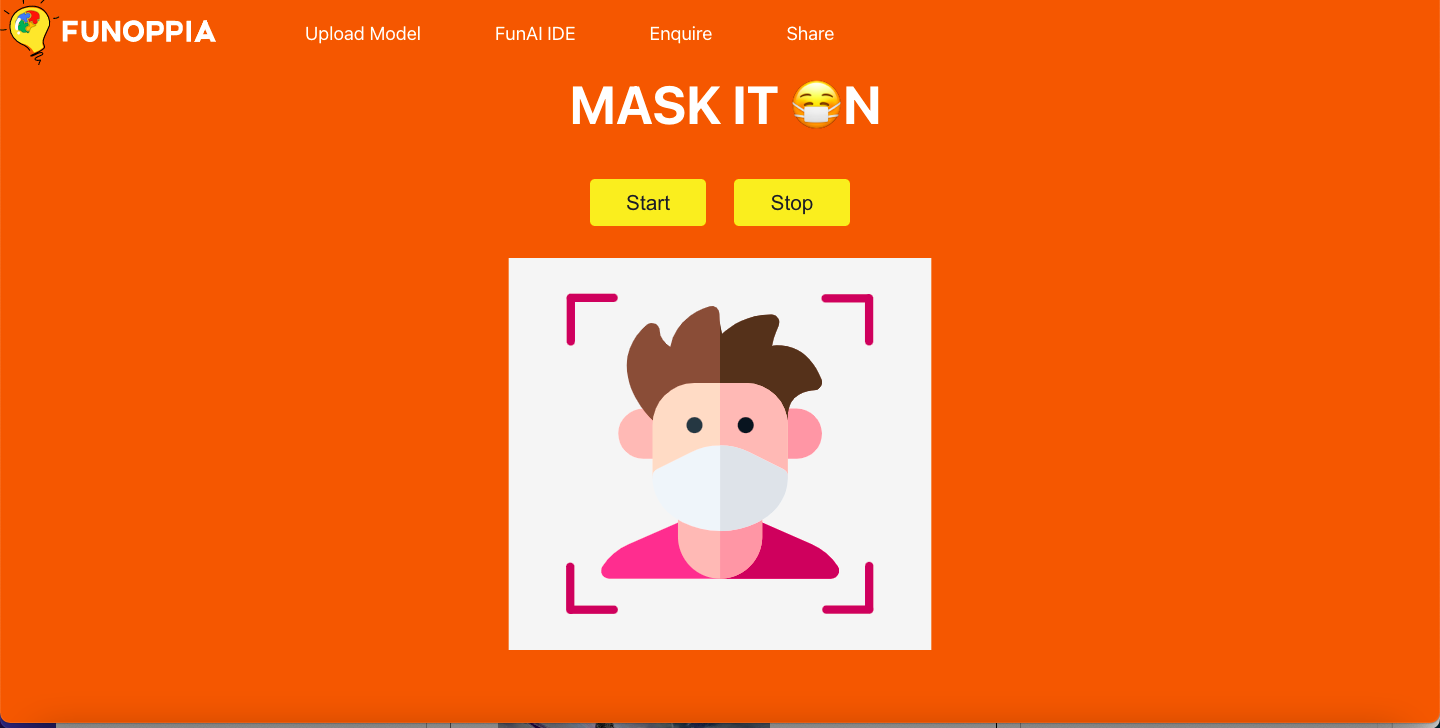 FUNOPPIA
Upload Model
FunAI IDE
Enquire
Share
MASK IT 😷N
Start
Stop